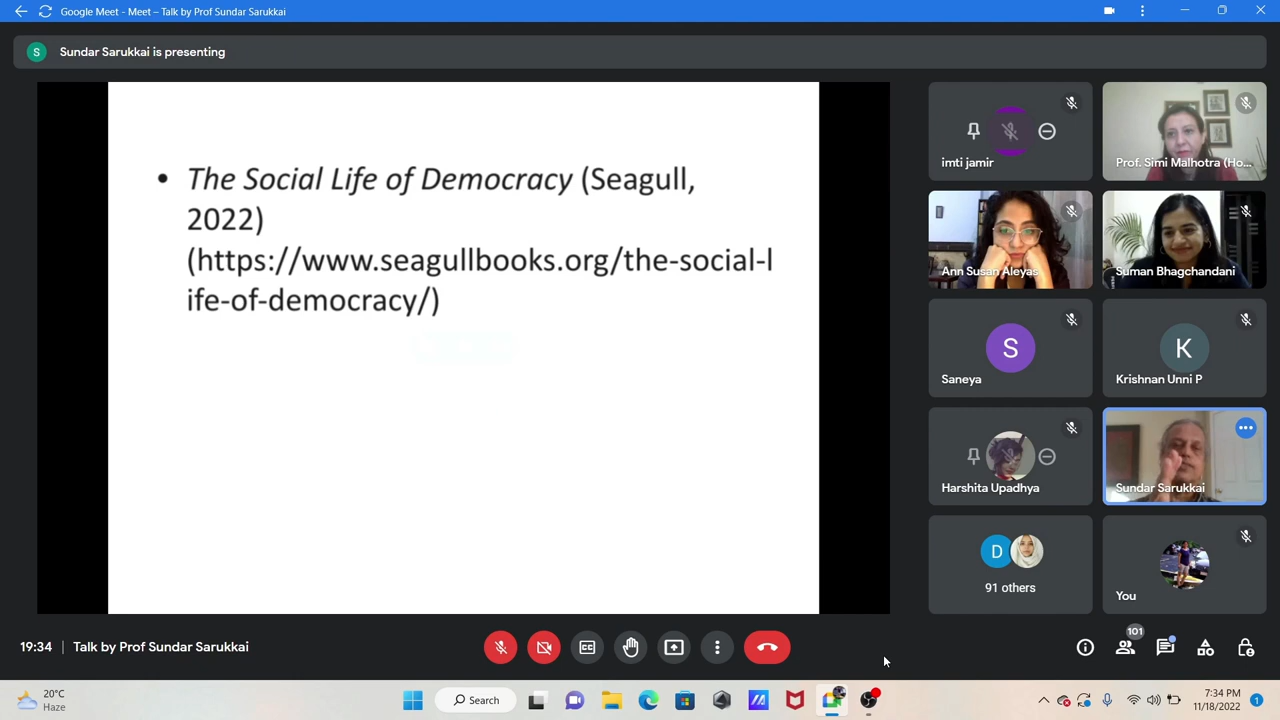 Google Meet - Meet – Talk by Prof Sundar Sarukkai
S
Sundar Sarukkai is presenting
• The Social Life of Democracy (Seagull,
2022)
(https://www.seagullbooks.org/the-social-l
ife-of-democracy/)
imti jamir
Prof. Simi Malhotra (Ho...
Ann Susan Aleyas
Suman Bhagchandani
S
Saneya
K
Krishnan Unni P
Harshita Upadhya
Sundar Sarukkai
D
91 others
You
19:34 | Talk by Prof Sundar Sarukkai
101
20°C
Haze
Search
7:34 PM
11/18/2022
1